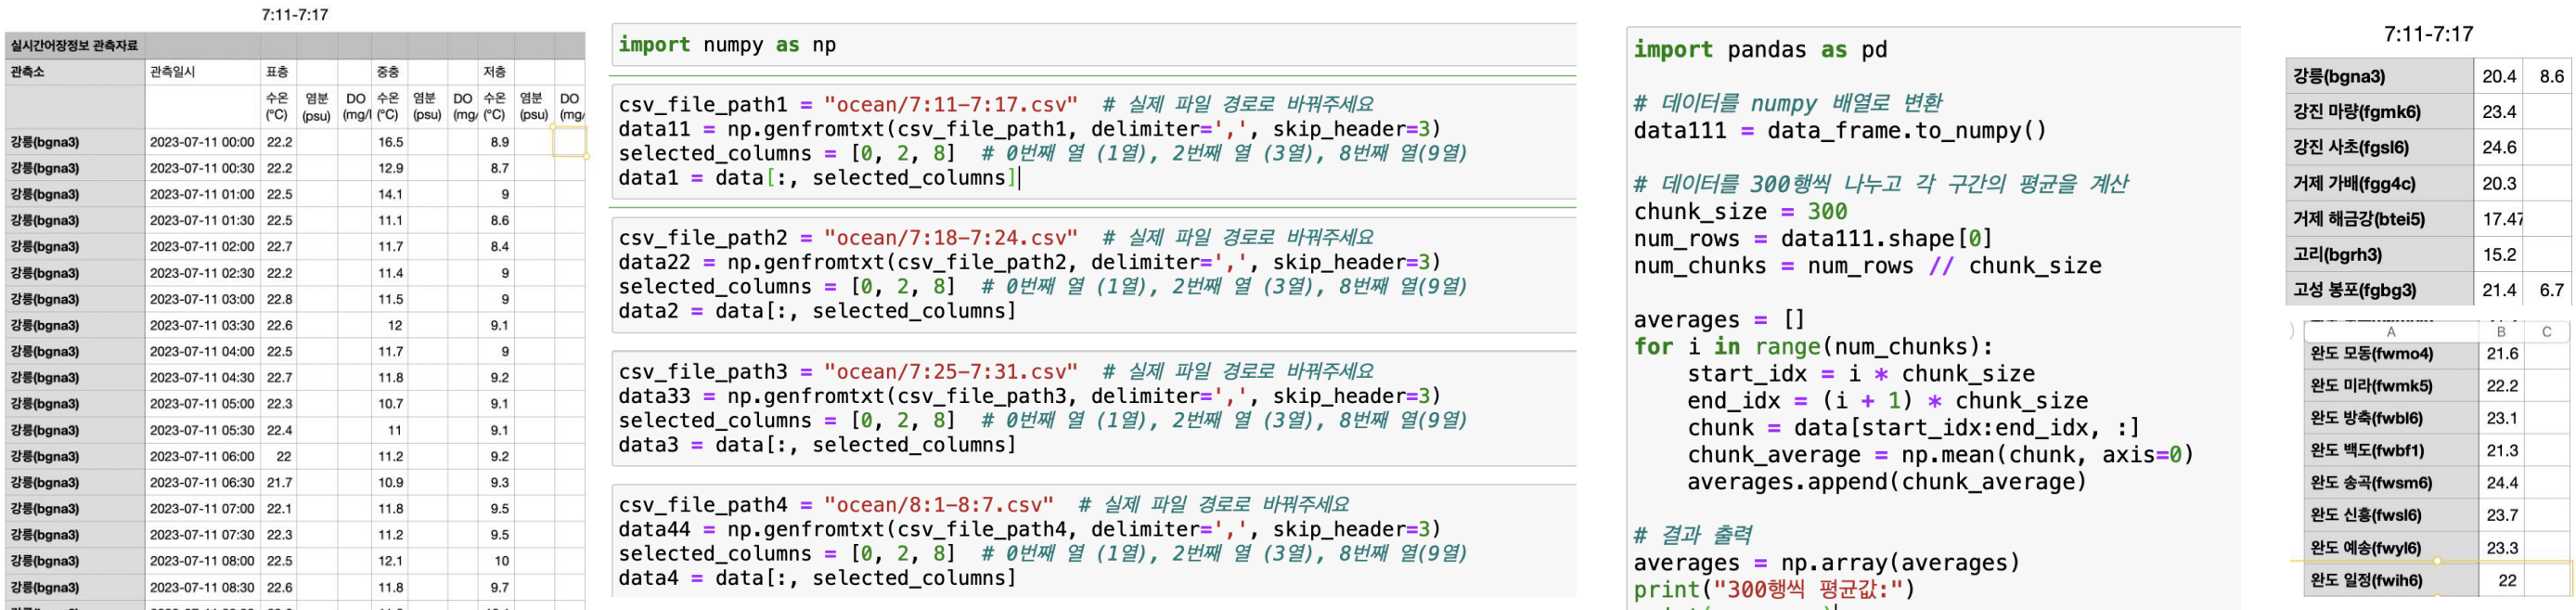 7:11-7:17
실시간어장정보 관측자료
관측소 관측일시 표층 중층 저층
수온 (°C) 염분 (psu) DO (mg/l 수온 (°C) 염분 (psu) DO (mg/ 수온 (°C) 염분 (psu) DO (mg/
강릉(bgna3) 2023-07-11 00:00 22.2 16.5 8.9
강릉(bgna3) 2023-07-11 00:30 22.2 12.9 8.7
강릉(bgna3) 2023-07-11 01:00 22.5 14.1 9
강릉(bgna3) 2023-07-11 01:30 22.5 11.1 8.6
강릉(bgna3) 2023-07-11 02:00 22.7 11.7 8.4
강릉(bgna3) 2023-07-11 02:30 22.2 11.4 9
강릉(bgna3) 2023-07-11 03:00 22.8 11.5 9
강릉(bgna3) 2023-07-11 03:30 22.6 12 9.1
강릉(bgna3) 2023-07-11 04:00 22.5 11.7 9
강릉(bgna3) 2023-07-11 04:30 22.7 11.8 9.2
강릉(bgna3) 2023-07-11 05:00 22.3 10.7 9.1
강릉(bgna3) 2023-07-11 05:30 22.4 11 9.1
강릉(bgna3) 2023-07-11 06:00 22 11.2 9.2
강릉(bgna3) 2023-07-11 06:30 21.7 10.9 9.3
강릉(bgna3) 2023-07-11 07:00 22.1 11.8 9.5
강릉(bgna3) 2023-07-11 07:30 22.3 11.2 9.5
강릉(bgna3) 2023-07-11 08:00 22.5 12.1 10
강릉(bgna3) 2023-07-11 08:30 22.6 11.8 9.7
import numpy as np
csv_file_path1 = "ocean/7:11-7:17.csv" # 실제 파일 경로로 바꿔주세요
data11 = np.genfromtxt(csv_file_path1, delimiter=',', skip_header=3)
selected_columns = [0, 2, 8] # 0번째 열 (1열), 2번째 열 (3열), 8번째 열(9열)
data1 = data[:, selected_columns]
csv_file_path2 = "ocean/7:18-7:24.csv" # 실제 파일 경로로 바꿔주세요
data22 = np.genfromtxt(csv_file_path2, delimiter=',', skip_header=3)
selected_columns = [0, 2, 8] # 0번째 열 (1열), 2번째 열 (3열), 8번째 열(9열)
data2 = data[:, selected_columns]
csv_file_path3 = "ocean/7:25-7:31.csv" # 실제 파일 경로로 바꿔주세요
data33 = np.genfromtxt(csv_file_path3, delimiter=',', skip_header=3)
selected_columns = [0, 2, 8] # 0번째 열 (1열), 2번째 열 (3열), 8번째 열(9열)
data3 = data[:, selected_columns]
csv_file_path4 = "ocean/8:1-8:7.csv" # 실제 파일 경로로 바꿔주세요
data44 = np.genfromtxt(csv_file_path4, delimiter=',', skip_header=3)
selected_columns = [0, 2, 8] # 0번째 열 (1열), 2번째 열 (3열), 8번째 열(9열)
data4 = data[:, selected_columns]
import pandas as pd
# 데이터를 numpy 배열로 변환
data111 = data_frame.to_numpy()
# 데이터를 300행씩 나누고 각 구간의 평균을 계산
chunk_size = 300
num_rows = data111.shape[0]
num_chunks = num_rows // chunk_size
averages = []
for i in range(num_chunks):
start_idx = i * chunk_size
end_idx = (i + 1) * chunk_size
chunk = data[start_idx:end_idx, :]
chunk_average = np.mean(chunk, axis=0)
averages.append(chunk_average)
# 결과 출력
averages = np.array(averages)
print("300행씩 평균값:")
7:11-7:17
강릉(bgna3) 20.4 8.6
강진 마량(fgmk6) 23.4
강진 사초(fgsl6) 24.6
거제 가배(fgg4c) 20.3
거제 해금강(btei5) 17.47
고리(bgrh3) 15.2
고성 봉포(fgbg3) 21.4 6.7
A B C
완도 모동(fwmo4) 21.6
완도 미라(fwmk5) 22.2
완도 방축(fwbl6) 23.1
완도 백도(fwbf1) 21.3
완도 송곡(fwsm6) 24.4
완도 신흥(fwsl6) 23.7
완도 예송(fwyl6) 23.3
완도 일정(fwih6) 22